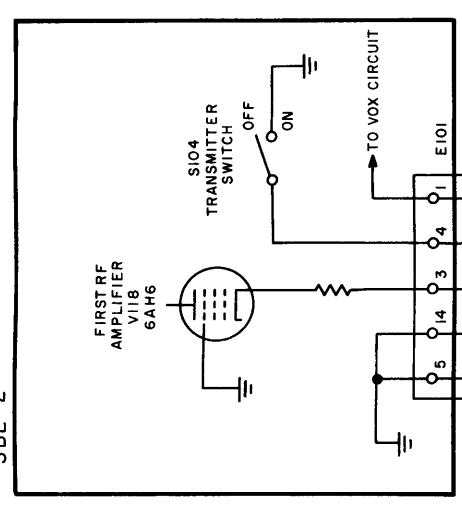 S104
TRANSMITTER
SWITCH
OFF
ON
TO VOX CIRCUIT
E101
FIRST RF
AMPLIFIER
V118
6AH6
1
4
3
14
5